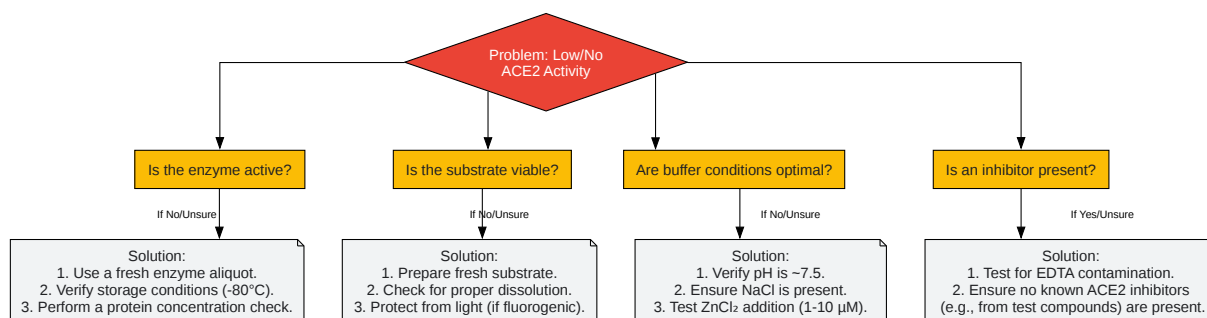 Problem: Low/No
ACE2 Activity
Is the enzyme active?
Is the substrate viable?
Are buffer conditions optimal?
Is an inhibitor present?
If No/Unsure
If No/Unsure
If No/Unsure
If Yes/Unsure
Solution:
1. Use a fresh enzyme aliquot.
2. Verify storage conditions (-80°C).
3. Perform a protein concentration check.
Solution:
1. Prepare fresh substrate.
2. Check for proper dissolution.
3. Protect from light (if fluorogenic).
Solution:
1. Verify pH is ~7.5.
2. Ensure NaCl is present.
3. Test ZnCl₂ addition (1-10 µM).
Solution:
1. Test for EDTA contamination.
2. Ensure no known ACE2 inhibitors
(e.g., from test compounds) are present.